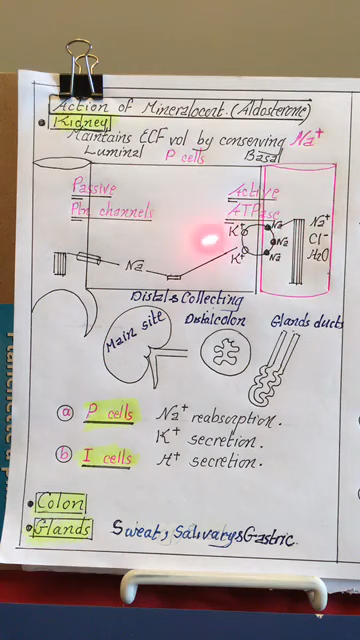 Action of Mineralocort. (Aldosterone)
• Kidney
Maintains ECF vol by conserving Na⁺
Luminal P cells Basal
Passive
Ptn channels
Active
ATPase
K⁺
K⁺
Na
Na
Na
Na⁺
Cl⁻
H₂O
Na
Distal & Collecting
Main site
Distal colon
Glands ducts
(a) P cells Na⁺ reabsorption.
K⁺ secretion.
(b) I cells H⁺ secretion.
• Colon
• Glands Sweat, Salivary & Gastric.